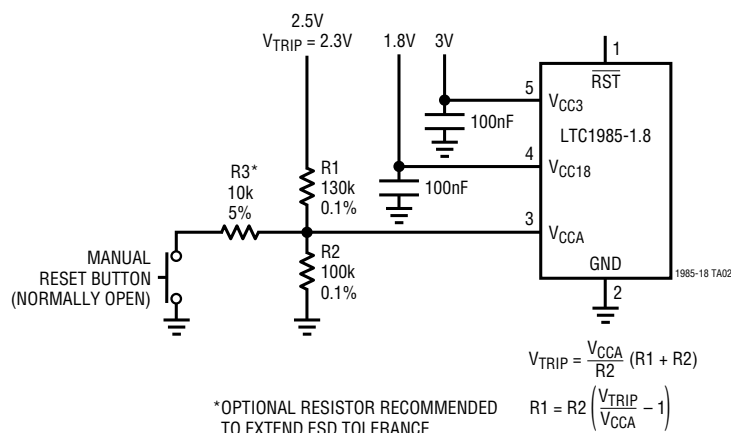 2.5V
VTRIP = 2.3V
1.8V
3V
1
RST
5
VCC3
100nF
LTC1985-1.8
4
VCC18
100nF
R3*
10k
5%
R1
130k
0.1%
3
VCCA
MANUAL
RESET BUTTON
(NORMALLY OPEN)
R2
100k
0.1%
GND
2
1985-18 TA02
VTRIP = VCCA/R2 (R1 + R2)
R1 = R2 (VTRIP/VCCA – 1)
*OPTIONAL RESISTOR RECOMMENDED
TO EXTEND ESD TOLERANCE